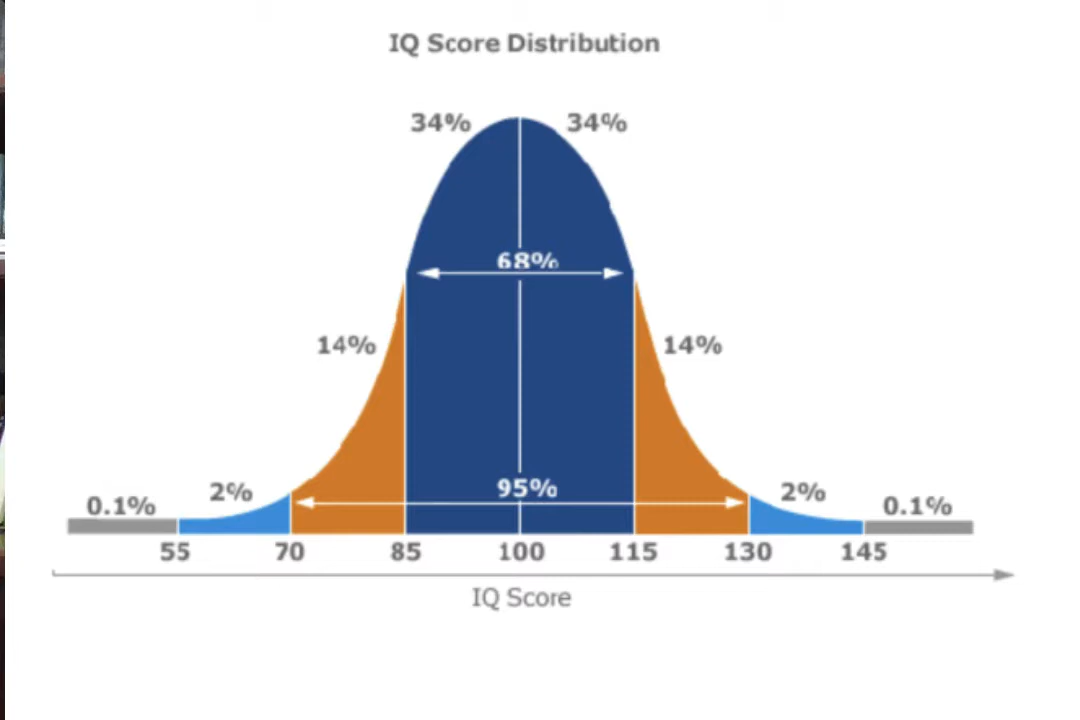 IQ Score Distribution
34% 34%
68%
14% 14%
95%
0.1% 2% 2% 0.1%
55 70 85 100 115 130 145
IQ Score